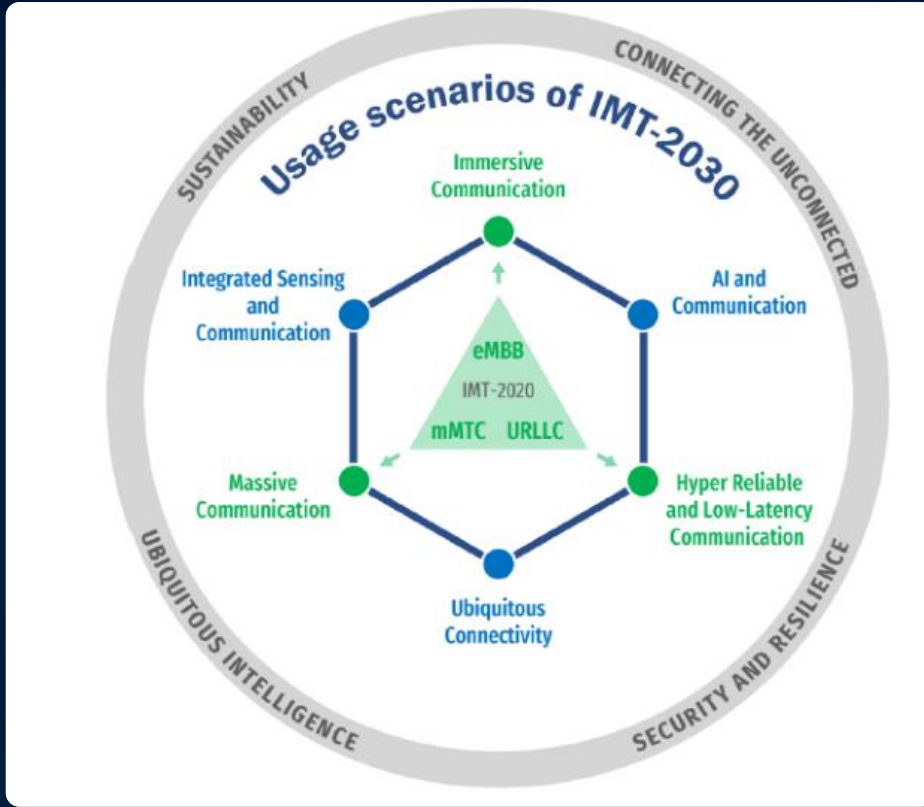 SUSTAINABILITY
CONNECTING THE UNCONNECTED
Usage scenarios of IMT-2030
Immersive
Communication
Integrated Sensing
and
Communication
AI and
Communication
eMBB
IMT-2020
mMTC URLLC
Massive
Communication
Hyper Reliable
and Low-Latency
Communication
Ubiquitous
Connectivity
UBIQUITOUS INTELLIGENCE
SECURITY AND RESILIENCE